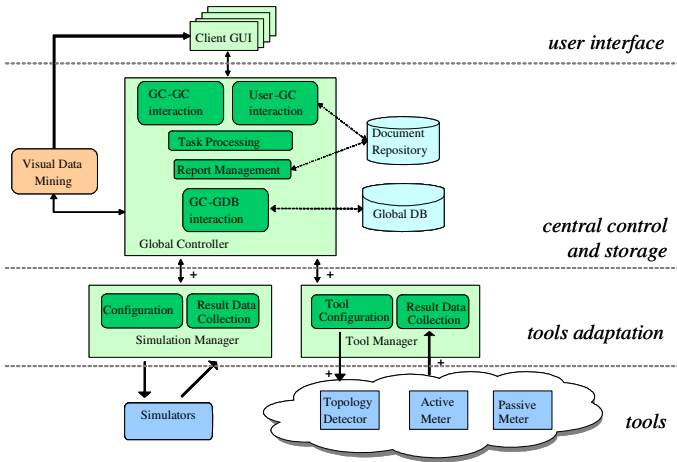 Client GUI
user interface
GC-GC
interaction
User-GC
interaction
Task Processing
Document
Repository
Report Management
Visual Data
Mining
GC-GDB
interaction
Global DB
Global Controller
central control
and storage
+
+
Configuration
Result Data
Collection
Tool
Configuration
Result Data
Collection
Simulation Manager
Tool Manager
tools adaptation
+
+
Simulators
Topology
Detector
Active
Meter
Passive
Meter
tools